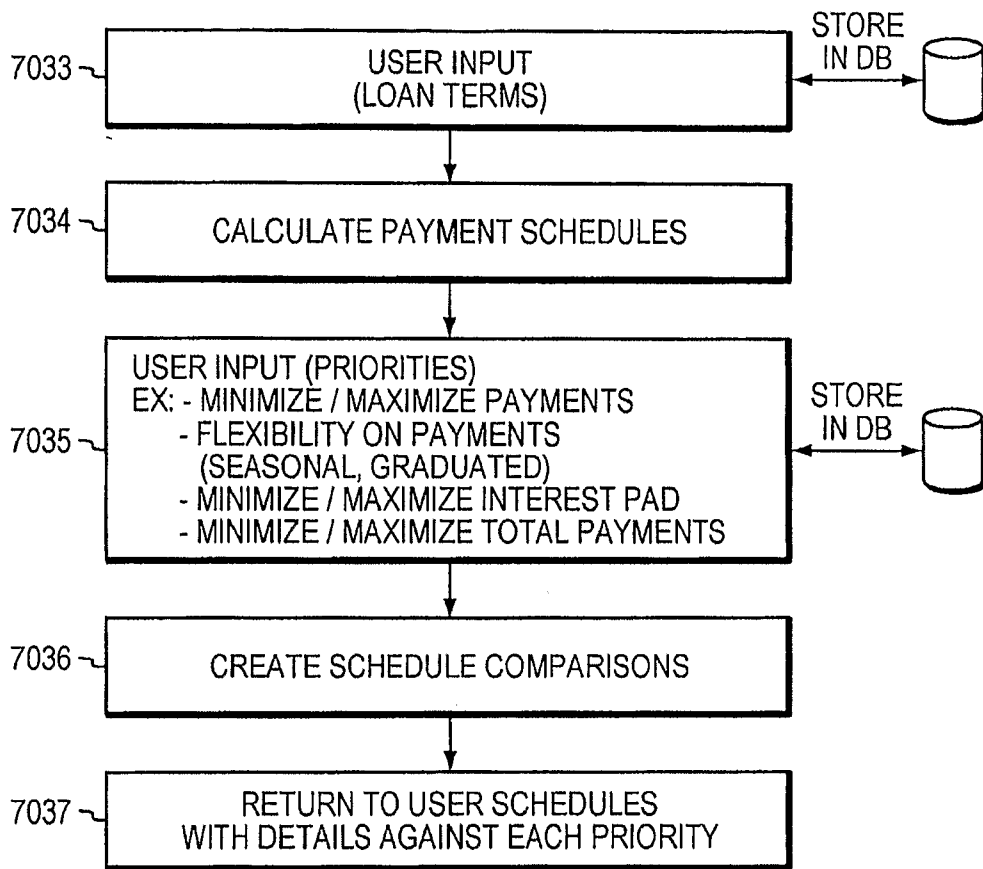 7033
USER INPUT
(LOAN TERMS)
STORE
IN DB
7034
CALCULATE PAYMENT SCHEDULES
7035
USER INPUT (PRIORITIES)
EX: - MINIMIZE / MAXIMIZE PAYMENTS
- FLEXIBILITY ON PAYMENTS
(SEASONAL, GRADUATED)
- MINIMIZE / MAXIMIZE INTEREST PAD
- MINIMIZE / MAXIMIZE TOTAL PAYMENTS
STORE
IN DB
7036
CREATE SCHEDULE COMPARISONS
7037
RETURN TO USER SCHEDULES
WITH DETAILS AGAINST EACH PRIORITY